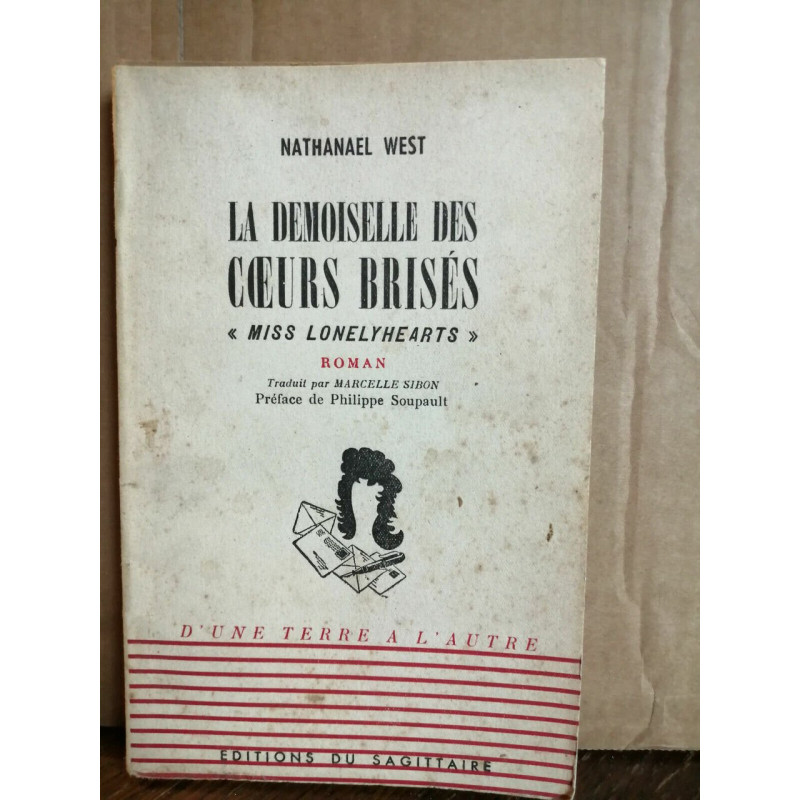 NATHANAEL WEST
LA DEMOISELLE DES
CŒURS BRISÉS
« MISS LONELYHEARTS »
ROMAN
Traduit par MARCELLE SIBON
Préface de Philippe Soupault
D'UNE TERRE A L'AUTRE
EDITIONS DU SAGITTAIRE